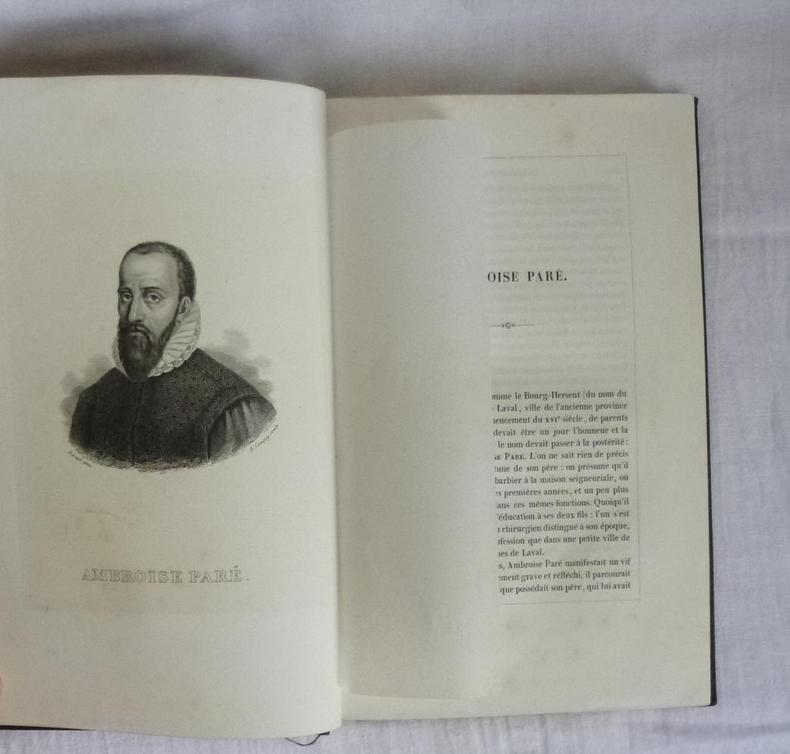 AMBROISE PARÉ.
OISE PARÉ.
ommé le Bourg-Hersent (du nom du
Laval, ville de l'ancienne province
encement du XVIe siècle, de parents
devait être un jour l'honneur et la
le nom devait passer à la postérité :
SE PARÉ. L'on ne sait rien de précis
une de son père : on présume qu'il
barbier à la maison seigneuriale, où
s premières années, et un peu plus
ans ces mêmes fonctions. Quoiqu'il
'éducation à ses deux fils : l'un s'est
chirurgien distingué à son époque,
fession que dans une petite ville de
es de Laval.
s, Ambroise Paré manifestait un vif
ment grave et réfléchi, il parcourait
que possédait son père, qui lui avait